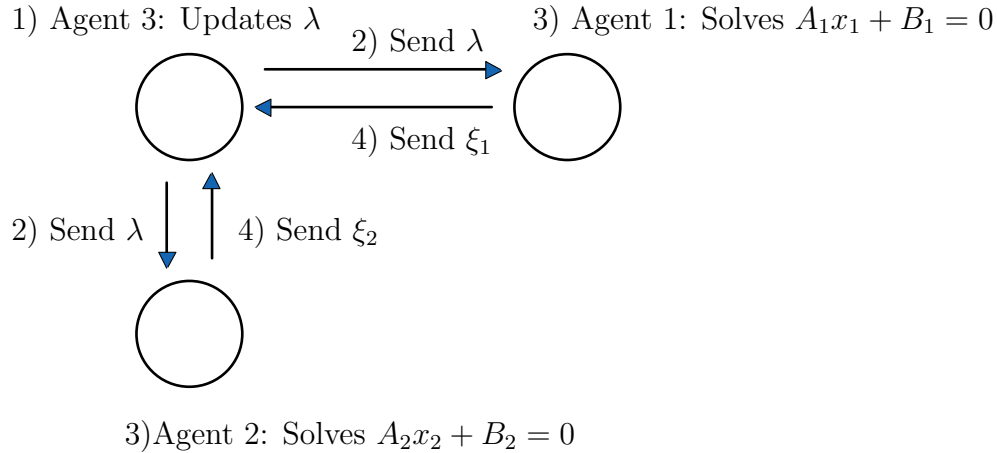 1) Agent 3: Updates λ
3) Agent 1: Solves A₁x₁ + B₁ = 0
2) Send λ
4) Send ξ₁
2) Send λ
4) Send ξ₂
3)Agent 2: Solves A₂x₂ + B₂ = 0